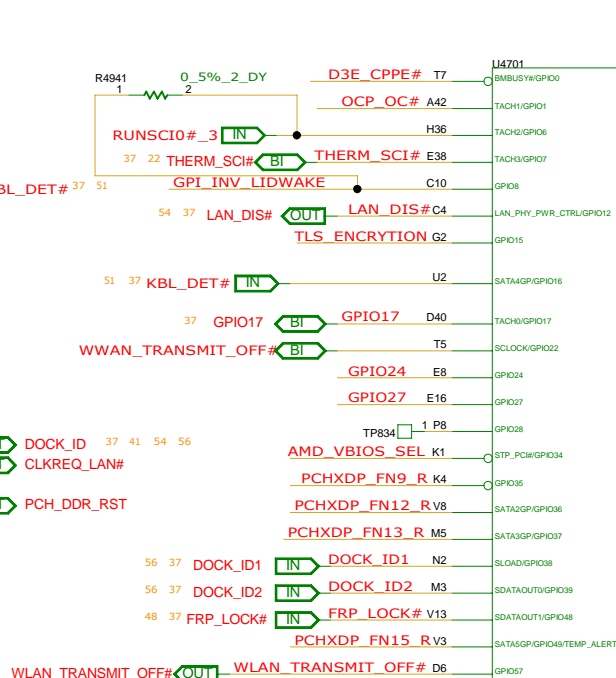 U4701
R4941 0_5%_2_DY D3E_CPPE# T7 BMBUSY#/GPIO0
1 2
OCP_OC# A42 TACH1/GPIO1
RUNSCI0#_3 IN H36 TACH2/GPIO6
37 22 THERM_SCI# BI THERM_SCI# E38 TACH3/GPIO7
BL_DET# 37 51 GPI_INV_LIDWAKE C10 GPIO8
54 37 LAN_DIS# OUT LAN_DIS# C4 LAN_PHY_PWR_CTRL/GPIO12
TLS_ENCRYTION G2 GPIO15
51 37 KBL_DET# IN U2 SATA4GP/GPIO16
37 GPIO17 BI GPIO17 D40 TACH0/GPIO17
WWAN_TRANSMIT_OFF# BI T5 SCLOCK/GPIO22
GPIO24 E8 GPIO24
GPIO27 E16 GPIO27
TP834 1 P8 GPIO28
DOCK_ID 37 41 54 56 AMD_VBIOS_SEL K1 STP_PCI#/GPIO34
CLKREQ_LAN#
PCHXDP_FN9_R K4 GPIO35
PCH_DDR_RST PCHXDP_FN12_R V8 SATA2GP/GPIO36
PCHXDP_FN13_R M5 SATA3GP/GPIO37
56 37 DOCK_ID1 IN DOCK_ID1 N2 SLOAD/GPIO38
56 37 DOCK_ID2 IN DOCK_ID2 M3 SDATAOUT0/GPIO39
48 37 FRP_LOCK# IN FRP_LOCK# V13 SDATAOUT1/GPIO48
PCHXDP_FN15_R V3 SATA5GP/GPIO49/TEMP_ALERT
WLAN_TRANSMIT_OFF# OUT WLAN_TRANSMIT_OFF# D6 GPIO57